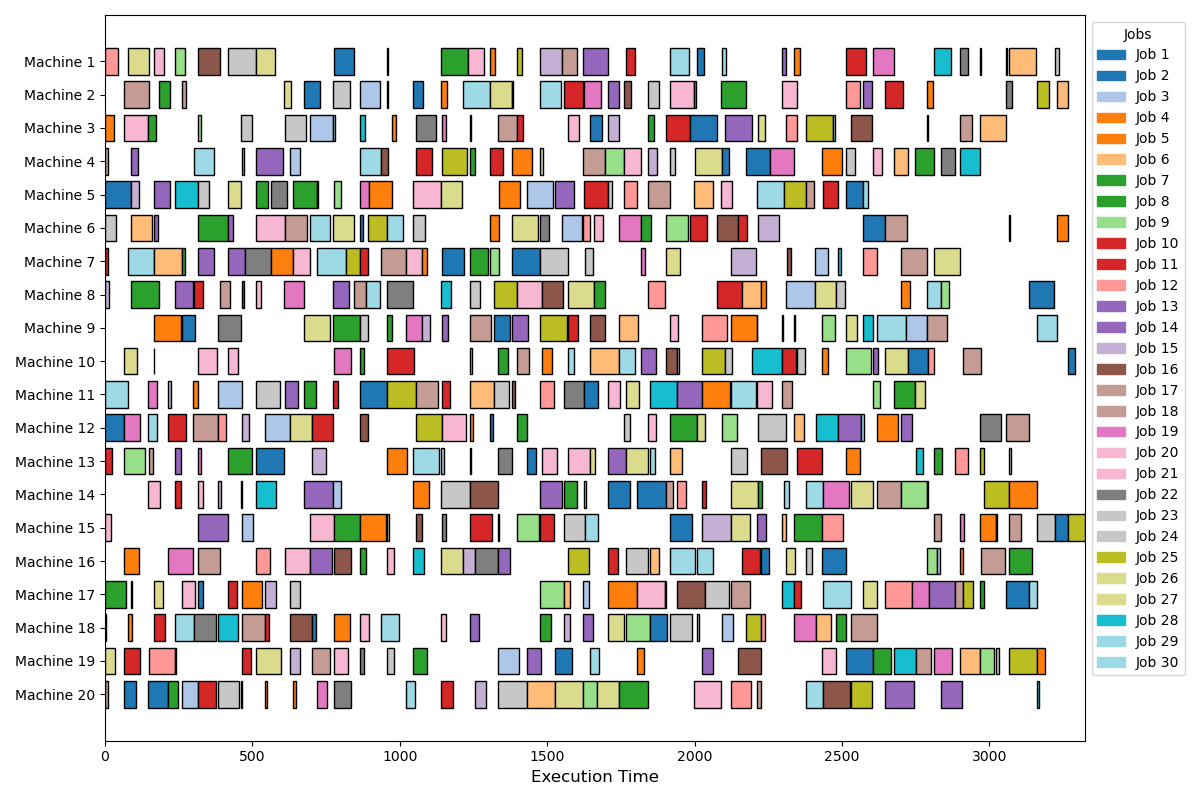 Machine 1
Machine 2
Machine 3
Machine 4
Machine 5
Machine 6
Machine 7
Machine 8
Machine 9
Machine 10
Machine 11
Machine 12
Machine 13
Machine 14
Machine 15
Machine 16
Machine 17
Machine 18
Machine 19
Machine 20
0 500 1000 1500 2000 2500 3000
Execution Time
Jobs
Job 1
Job 2
Job 3
Job 4
Job 5
Job 6
Job 7
Job 8
Job 9
Job 10
Job 11
Job 12
Job 13
Job 14
Job 15
Job 16
Job 17
Job 18
Job 19
Job 20
Job 21
Job 22
Job 23
Job 24
Job 25
Job 26
Job 27
Job 28
Job 29
Job 30